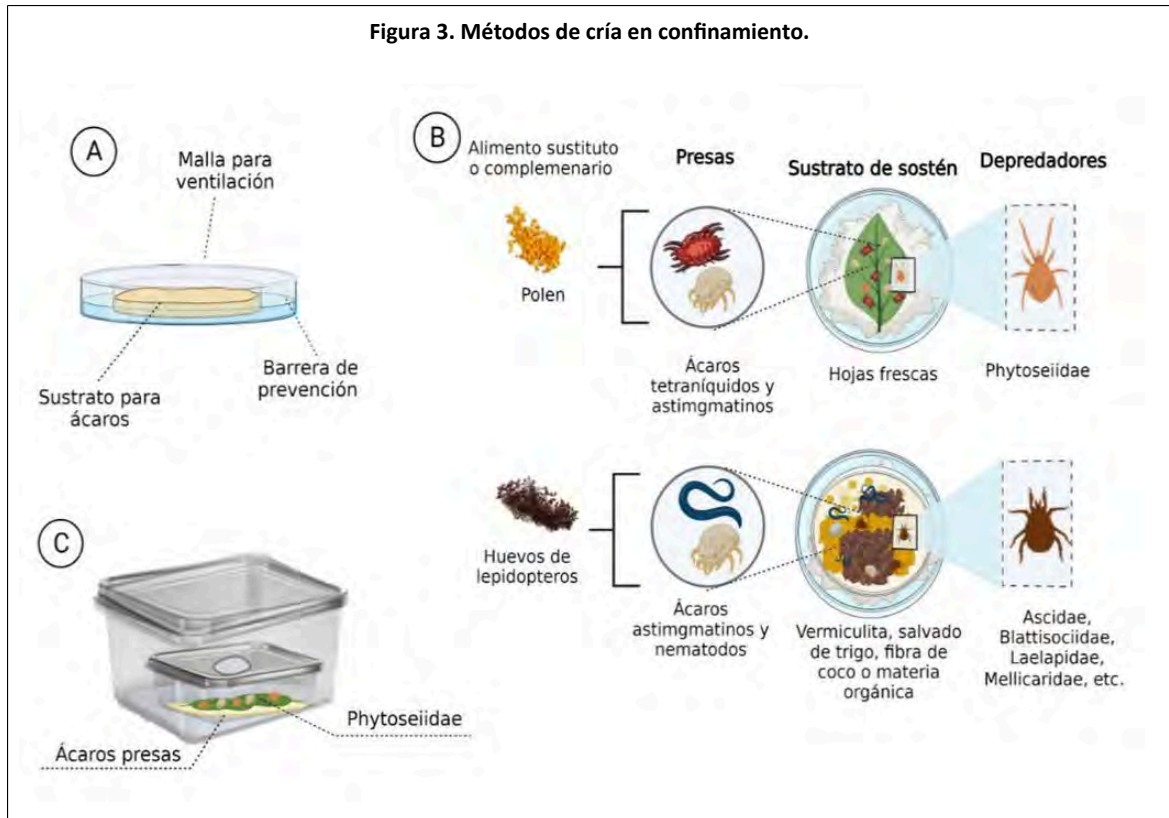 Figura 3. Métodos de cría en confinamiento.
A
Malla para
ventilación
Sustrato para
ácaros
Barrera de
prevención
B
Alimento sustituto
o complemenario
Presas
Sustrato de sostén
Depredadores
Polen
Ácaros
tetraníquidos y
astimgmatinos
Hojas frescas
Phytoseiidae
Huevos de
lepidopteros
Ácaros
astimgmatinos y
nematodos
Vermiculita, salvado
de trigo, fibra de
coco o materia
orgánica
Ascidae,
Blattisociidae,
Laelapidae,
Mellicaridae, etc.
C
Phytoseiidae
Ácaros presas